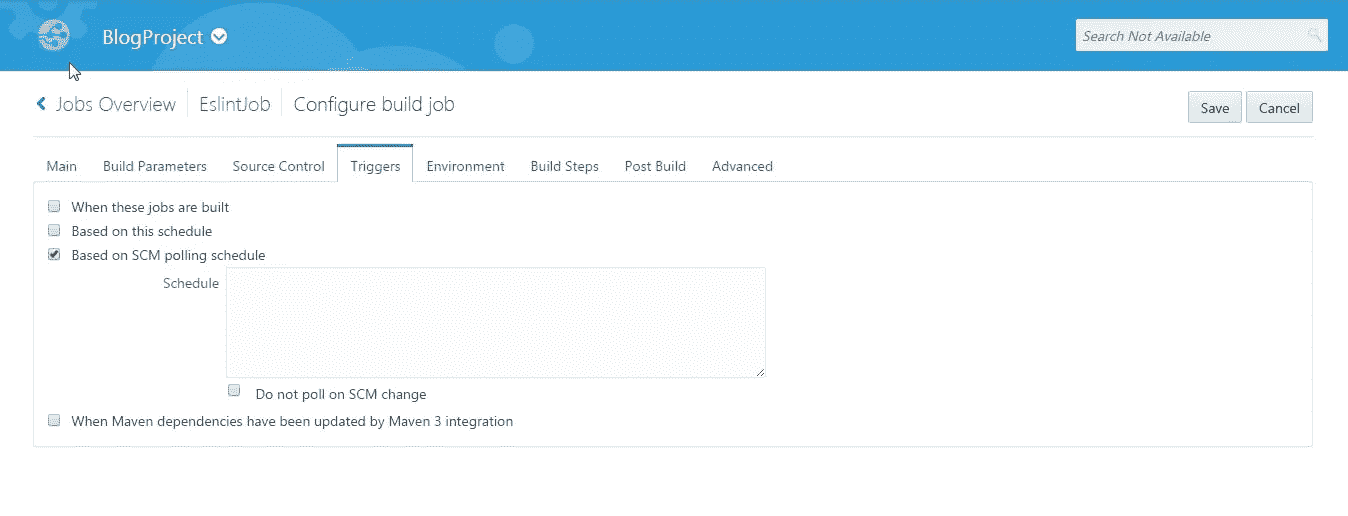 BlogProject
Search Not Available
Jobs Overview EslintJob Configure build job
Save Cancel
Main Build Parameters Source Control Triggers Environment Build Steps Post Build Advanced
When these jobs are built
Based on this schedule
Based on SCM polling schedule
Schedule
Do not poll on SCM change
When Maven dependencies have been updated by Maven 3 integration